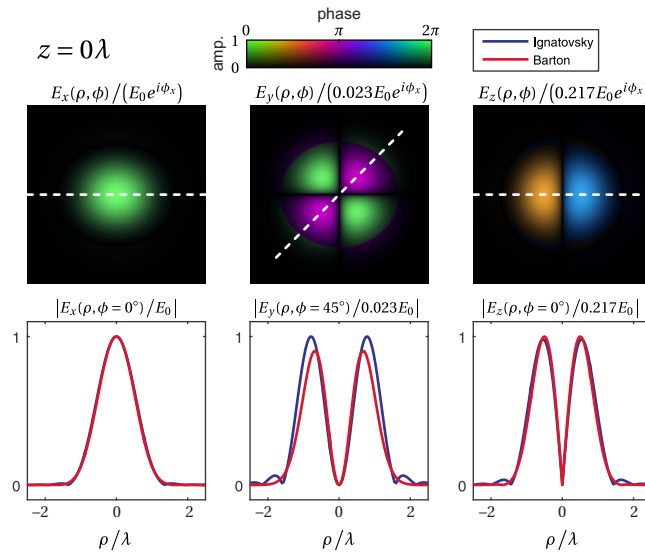 phase
0 π 2π
amp.
1
0
z = 0λ
Ignatovsky
Barton
E_x(ρ,ϕ)/(E_0e^{iϕ_x})
E_y(ρ,ϕ)/(0.023E_0e^{iϕ_x})
E_z(ρ,ϕ)/(0.217E_0e^{iϕ_x})
|E_x(ρ,ϕ=0°)/E_0|
|E_y(ρ,ϕ=45°)/0.023E_0|
|E_z(ρ,ϕ=0°)/0.217E_0|
1 1 1
0 0 0
−2 0 2 −2 0 2 −2 0 2
ρ/λ ρ/λ ρ/λ